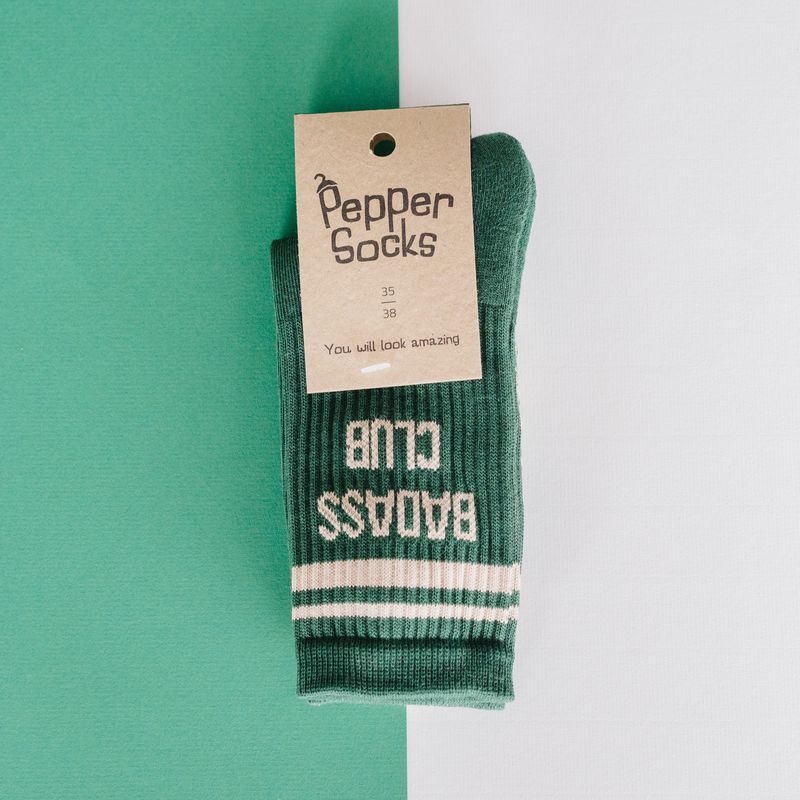 Pepper
Socks
35
38
You will look amazing
BADASS
CLUB